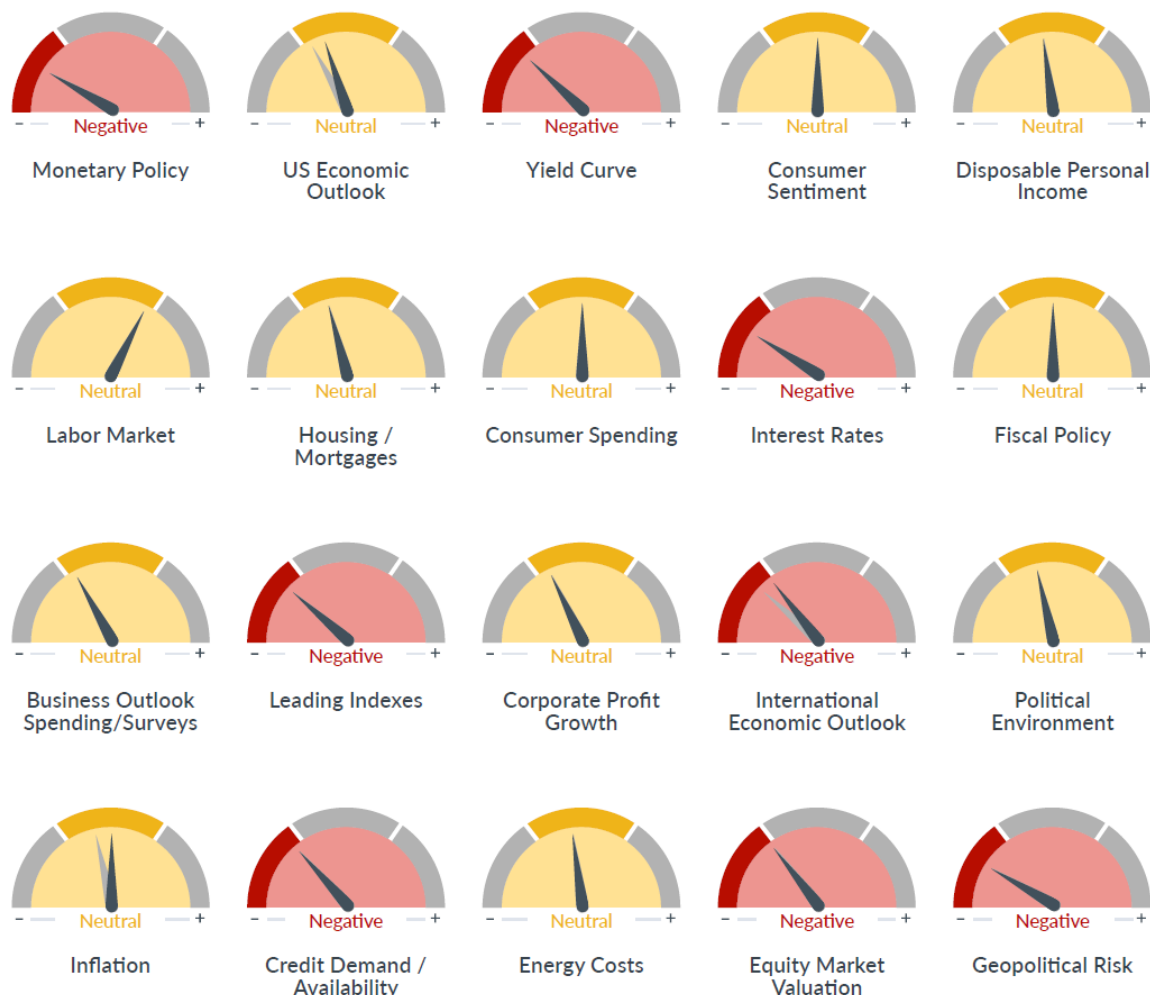 - Negative +
- Neutral +
- Negative +
- Neutral +
- Neutral +
Monetary Policy
US Economic
Outlook
Yield Curve
Consumer
Sentiment
Disposable Personal
Income
- Neutral +
- Neutral +
- Neutral +
- Negative +
- Neutral +
Labor Market
Housing /
Mortgages
Consumer Spending
Interest Rates
Fiscal Policy
- Neutral +
- Negative +
- Neutral +
- Negative +
- Neutral +
Business Outlook
Spending/Surveys
Leading Indexes
Corporate Profit
Growth
International
Economic Outlook
Political
Environment
- Neutral +
- Negative +
- Neutral +
- Negative +
- Negative +
Inflation
Credit Demand /
Availability
Energy Costs
Equity Market
Valuation
Geopolitical Risk